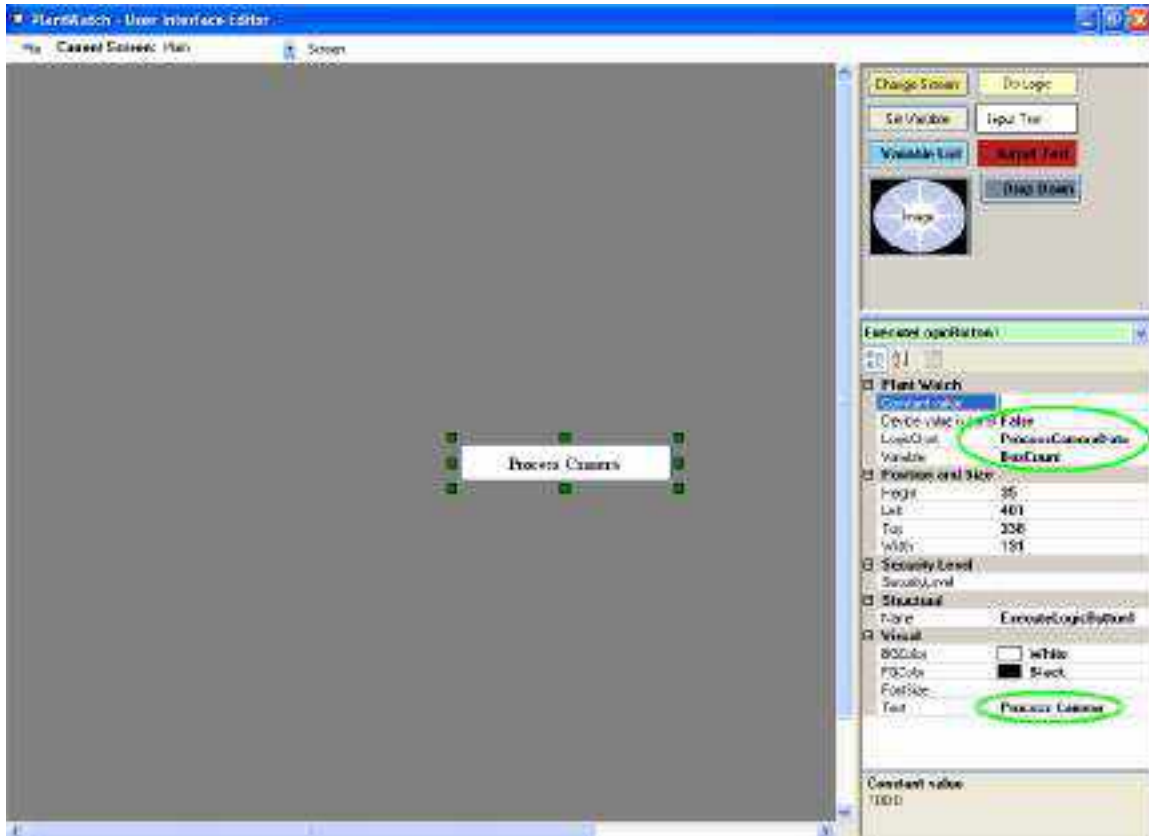 PlantWatch - User Interface Editor
File Current Screen: Main Screen
Change Screen Do Logic
Set Variable Input Text
Variable List Output Text
Drop Down
Image
ExecuteLogicButton1
Plant Watch
Constant value
Device value False
LogicChart ProcessCameraData
Variable BoxCount
Process Camera
Position and Size
Height 35
Left 401
Top 338
Width 191
Security Level
SecurityLevel
Structural
Name ExecuteLogicButton1
Visual
BGColor White
FGColor Black
FontSize
Text Process Camera
Constant value